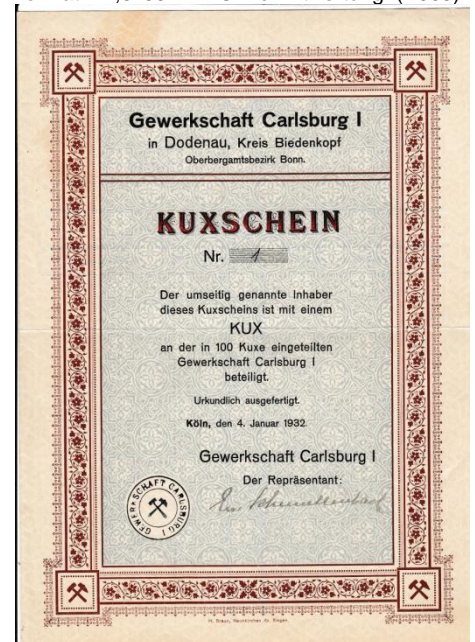 Gewerkschaft Carlsburg I
in Dodenau, Kreis Biedenkopf
Oberbergamtsbezirk Bonn.
KUXSCHEIN
Nr. 1
Der umseitig genannte Inhaber
dieses Kuxscheins ist mit einem
KUX
an der in 100 Kuxe eingeteilten
Gewerkschaft Carlsburg I
beteiligt.
Urkundlich ausgefertigt.
Köln, den 4. Januar 1932.
Gewerkschaft Carlsburg I
Der Repräsentant:
GEWERKSCHAFT CARLSBURG I